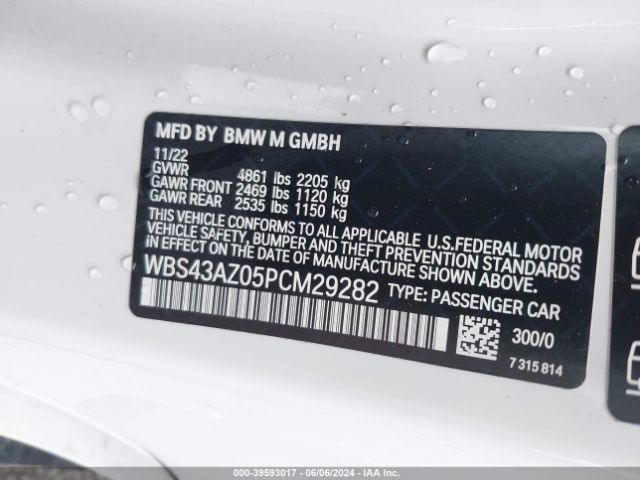 MFD BY BMW M GMBH
11/22
GVWR 4861 lbs 2205 kg
GAWR FRONT 2469 lbs 1120 kg
GAWR REAR 2535 lbs 1150 kg
THIS VEHICLE CONFORMS TO ALL APPLICABLE U.S.FEDERAL MOTOR
VEHICLE SAFETY, BUMPER AND THEFT PREVENTION STANDARDS IN
EFFECT ON THE DATE OF MANUFACTURE SHOWN ABOVE.
WBS43AZ05PCM29282 TYPE: PASSENGER CAR
300/0
7 315 814
000-39593017 - 06/06/2024 - IAA Inc.